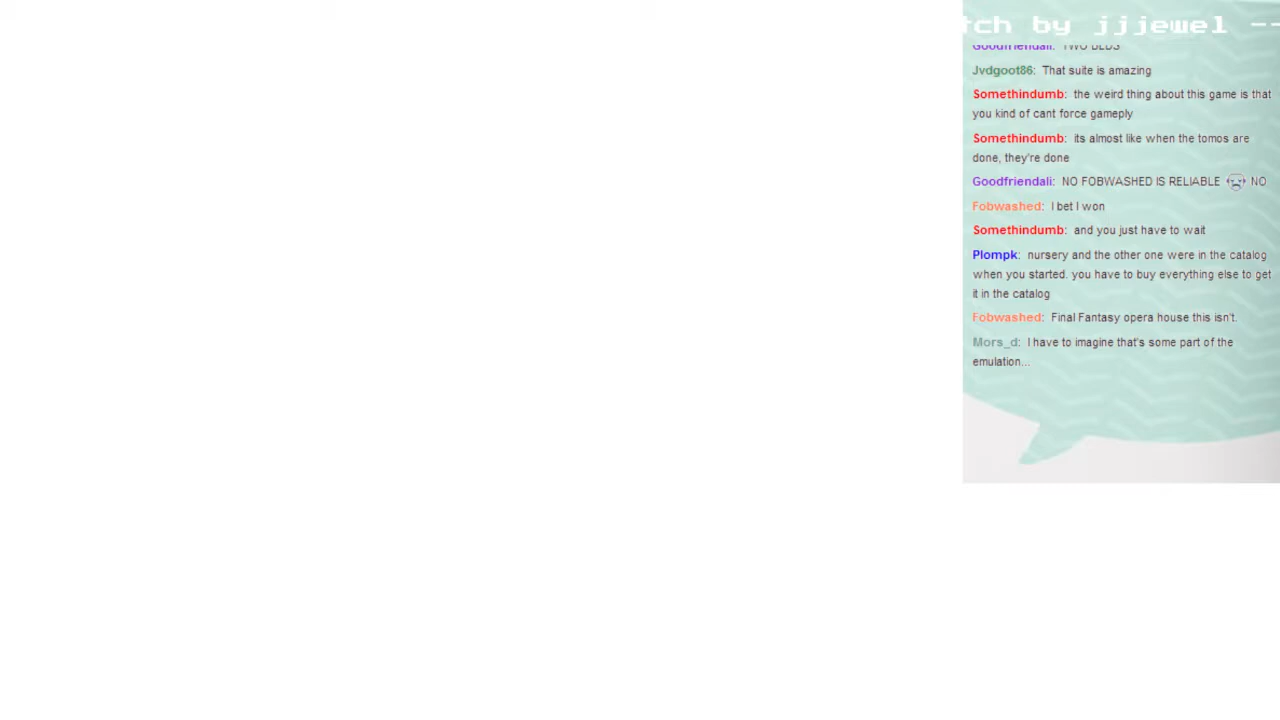 tch by jjjewel --
Goodfriendali: TWO BEDS
Jvdgoot86: That suite is amazing
Somethindumb: the weird thing about this game is that
you kind of cant force gameply
Somethindumb: its almost like when the tomos are
done, they're done
Goodfriendali: NO FOBWASHED IS RELIABLE NO
Fobwashed: I bet I won
Somethindumb: and you just have to wait
Plompk: nursery and the other one were in the catalog
when you started. you have to buy everything else to get
it in the catalog
Fobwashed: Final Fantasy opera house this isn't.
Mors_d: I have to imagine that's some part of the
emulation...